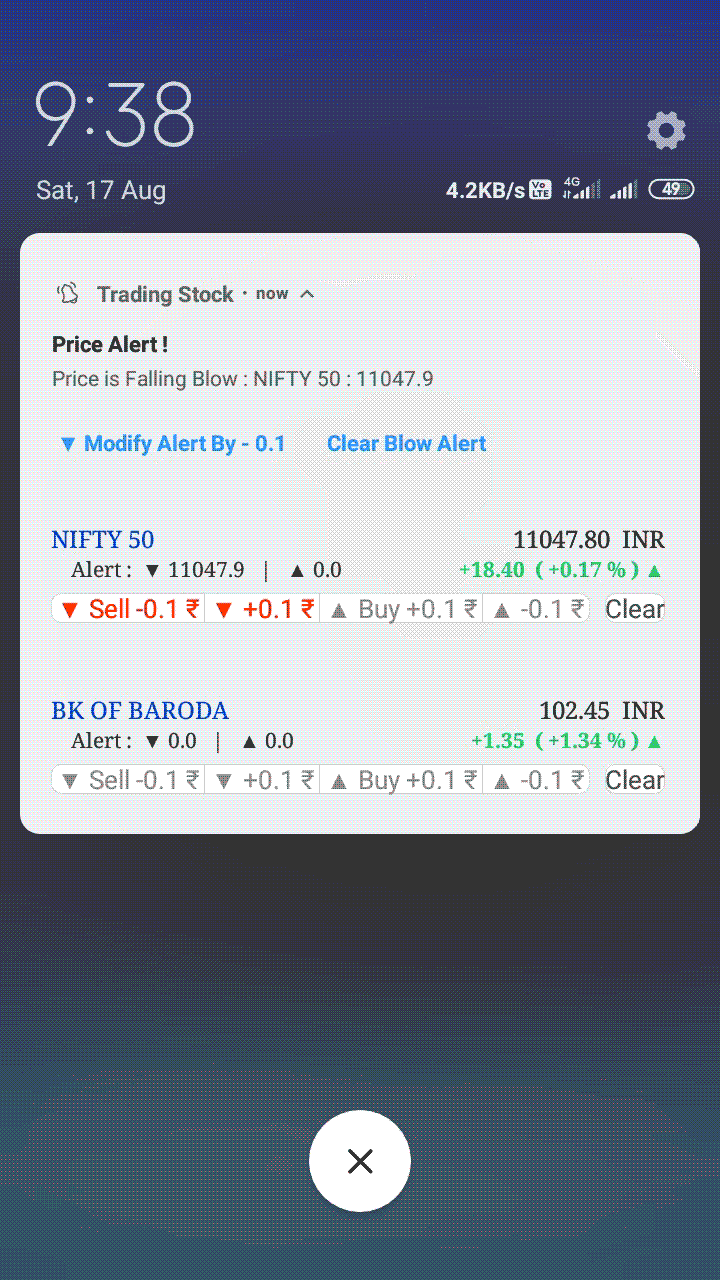 9:38
Sat, 17 Aug
4.2KB/s Vo LTE 4G 49
Trading Stock · now
Price Alert !
Price is Falling Blow : NIFTY 50 : 11047.9
▼ Modify Alert By - 0.1 Clear Blow Alert
NIFTY 50 11047.80 INR
Alert : ▼ 11047.9 | ▲ 0.0 +18.40 ( +0.17 % ) ▲
▼ Sell -0.1 ₹ ▼ +0.1 ₹ ▲ Buy +0.1 ₹ ▲ -0.1 ₹ Clear
BK OF BARODA 102.45 INR
Alert : ▼ 0.0 | ▲ 0.0 +1.35 ( +1.34 % ) ▲
▼ Sell -0.1 ₹ ▼ +0.1 ₹ ▲ Buy +0.1 ₹ ▲ -0.1 ₹ Clear